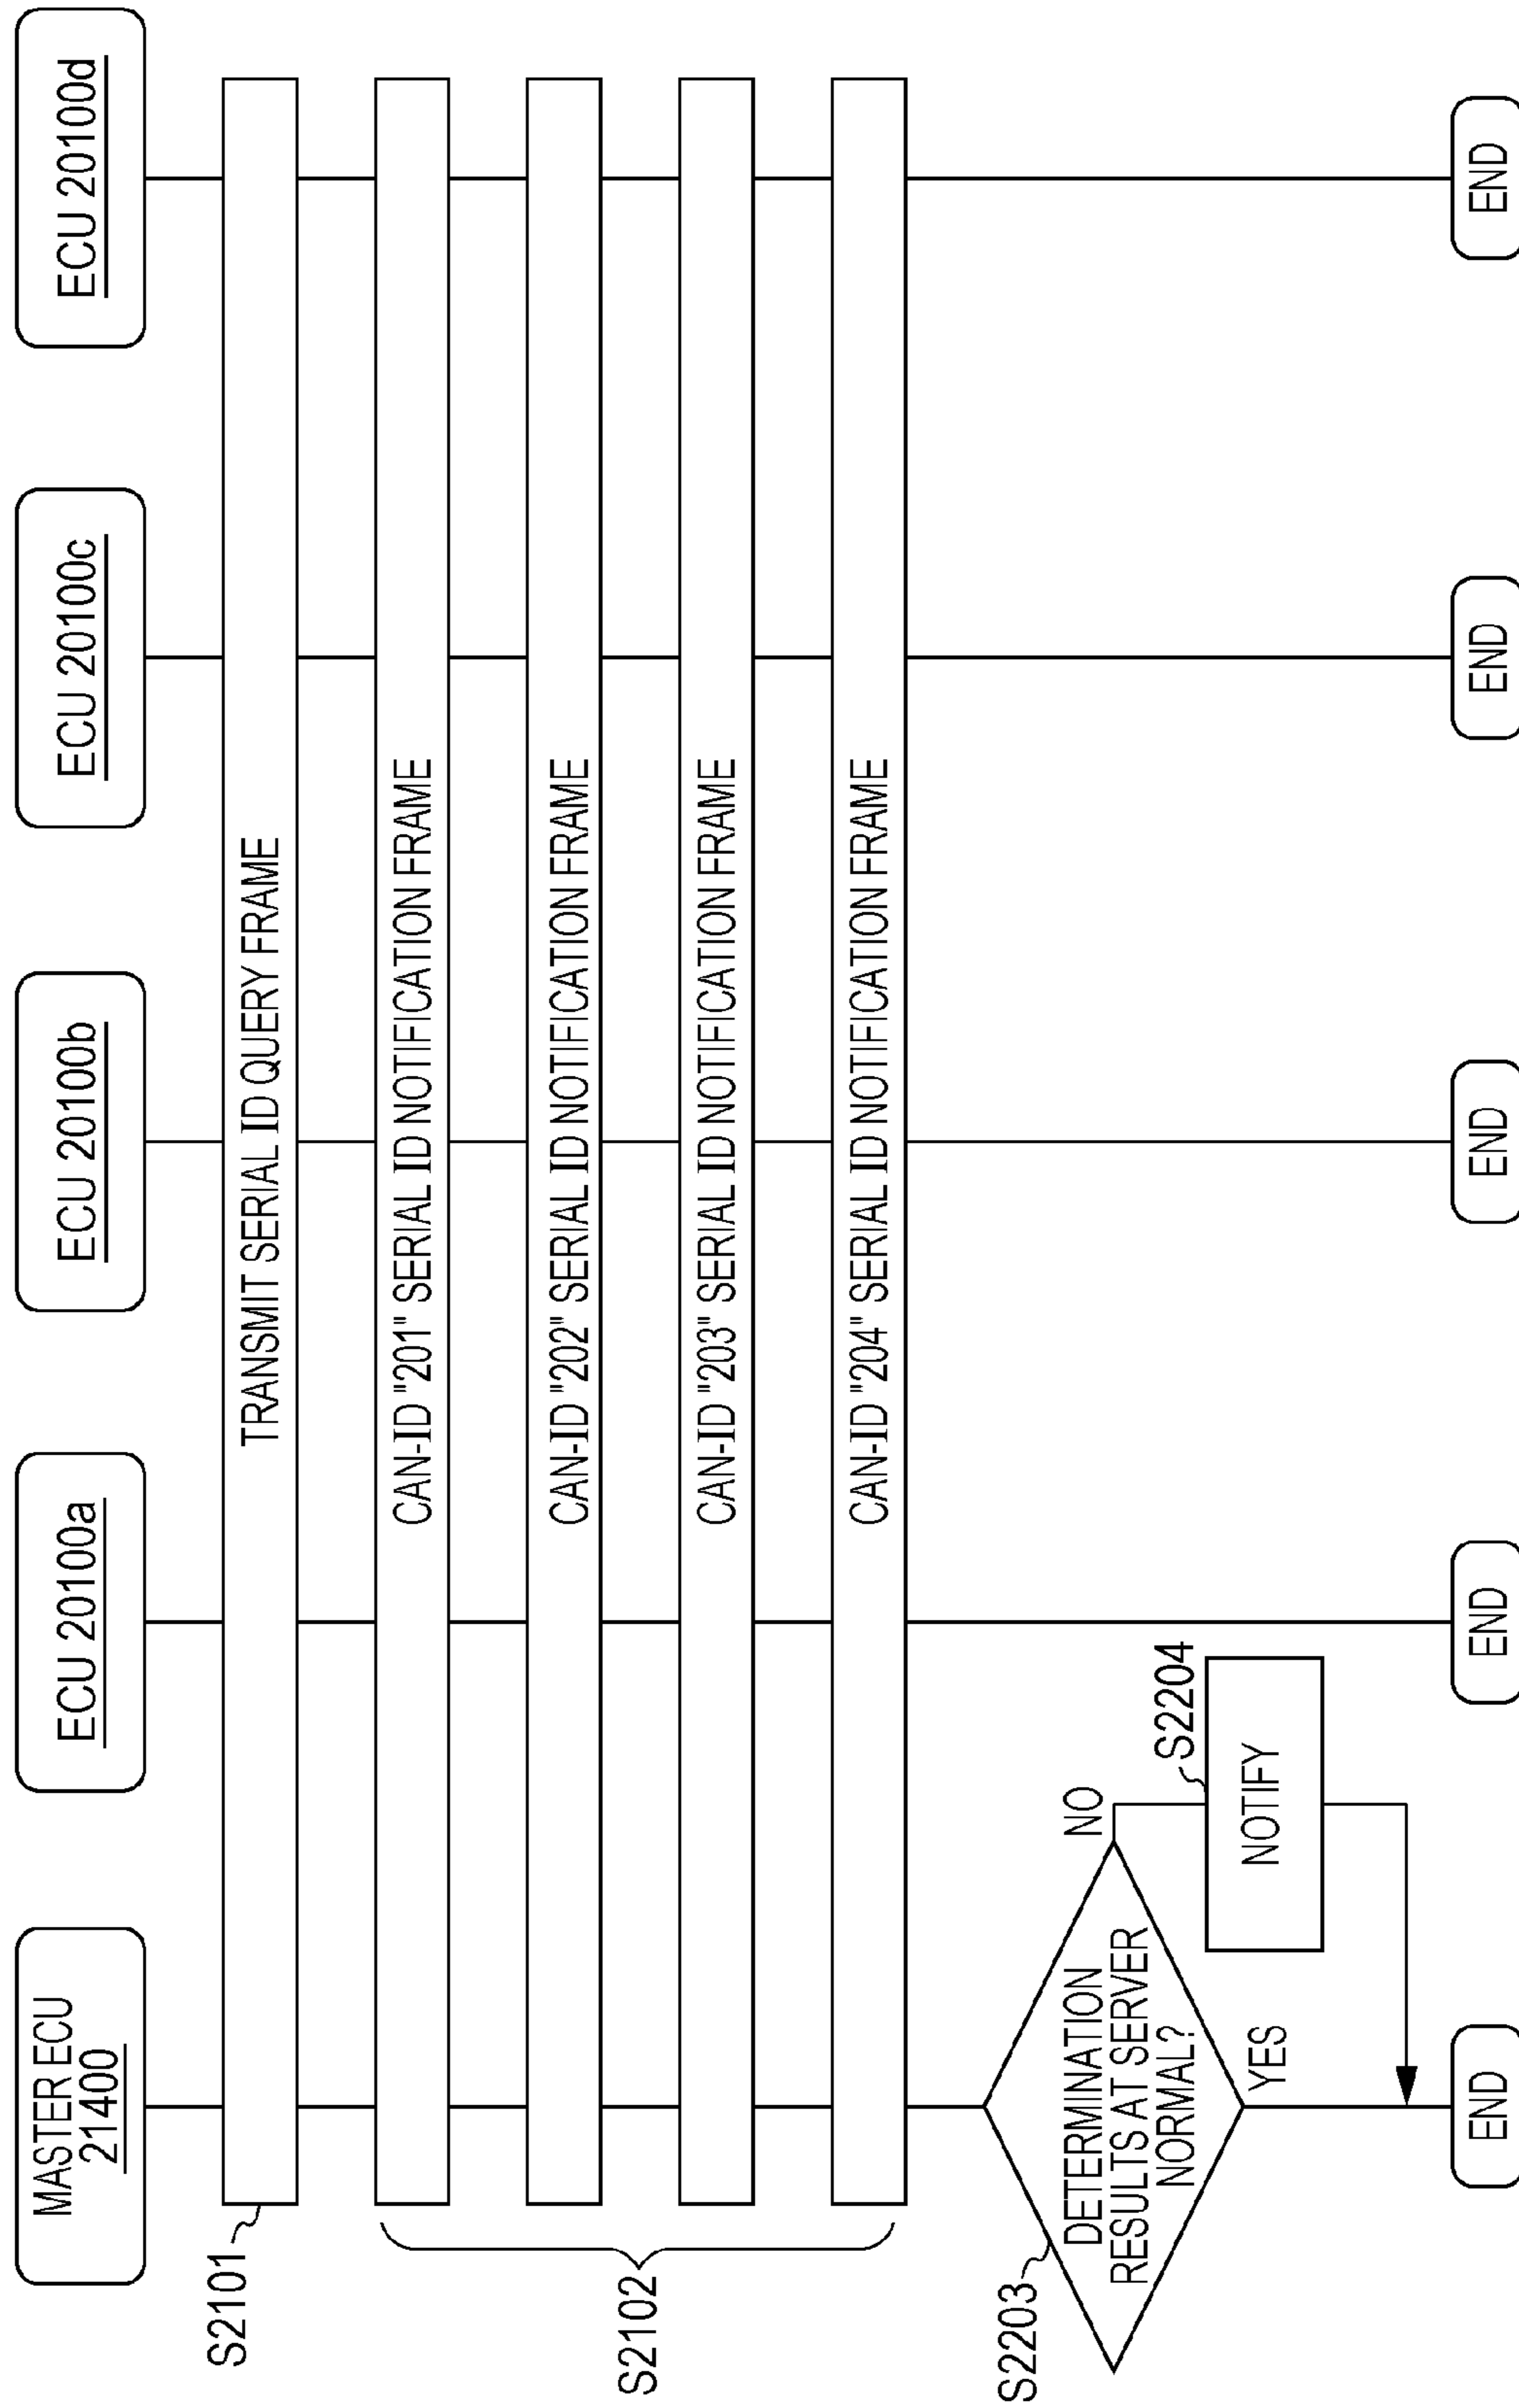 MASTER ECU
21400
ECU 20100a
ECU 20100b
ECU 20100c
ECU 20100d
S2101
TRANSMIT SERIAL ID QUERY FRAME
S2102
CAN-ID "201" SERIAL ID NOTIFICATION FRAME
CAN-ID "202" SERIAL ID NOTIFICATION FRAME
CAN-ID "203" SERIAL ID NOTIFICATION FRAME
CAN-ID "204" SERIAL ID NOTIFICATION FRAME
S2203
DETERMINATION
RESULTS AT SERVER
NORMAL?
NO
S2204
NOTIFY
YES
END
END
END
END
END